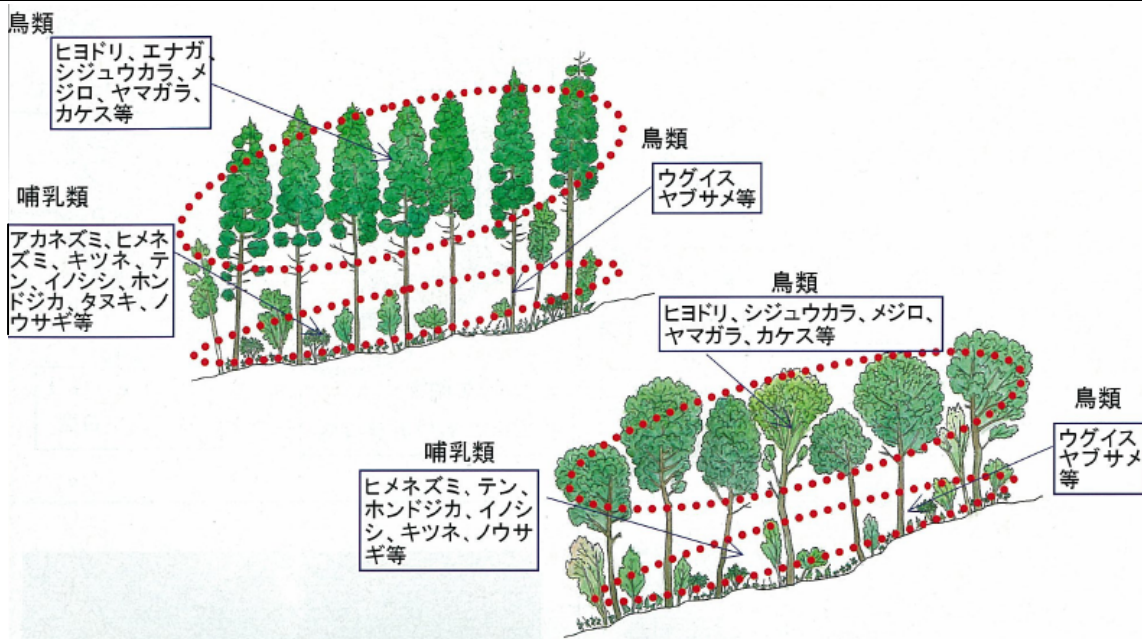 鳥類
ヒヨドリ、エナガ、
シジュウカラ、メ
ジロ、ヤマガラ、
カケス等
鳥類
ウグイス
ヤブサメ等
哺乳類
アカネズミ、ヒメネ
ズミ、キツネ、テ
ン、イノシシ、ホン
ドジカ、タヌキ、ノ
ウサギ等
鳥類
ヒヨドリ、シジュウカラ、メジロ、
ヤマガラ、カケス等
鳥類
ウグイス
ヤブサメ
等
哺乳類
ヒメネズミ、テン、
ホンドジカ、イノシ
シ、キツネ、ノウサ
ギ等